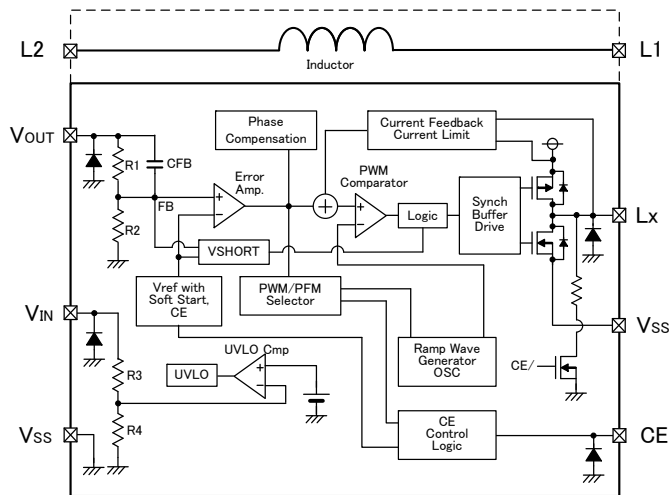 L2
L1
Inductor
VOUT
R1
CFB
FB
R2
Error
Amp.
Phase
Compensation
Current Feedback
Current Limit
PWM
Comparator
Logic
Synch
Buffer
Drive
Lx
VSHORT
Vref with
Soft Start,
CE
PWM/PFM
Selector
VIN
R3
R4
UVLO
UVLO Cmp
Ramp Wave
Generator
OSC
CE/
VSS
VSS
CE
Control
Logic
CE